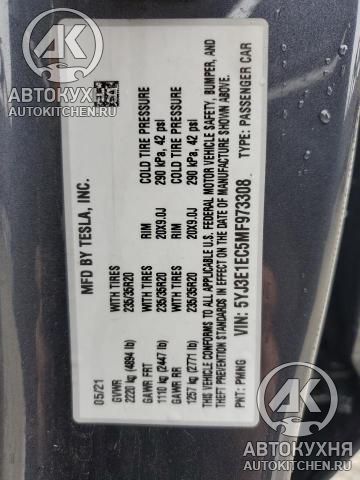 MFD BY TESLA, INC.
05/21
GVWR
2220 kg (4894 lb)
GAWR FRT
1110 kg (2447 lb)
GAWR RR
1257 kg (2771 lb)
WITH TIRES
235/35R20
WITH TIRES
235/35R20
WITH TIRES
235/35R20
RIM
20X9.0J
RIM
20X9.0J
COLD TIRE PRESSURE
290 kPa, 42 psi
COLD TIRE PRESSURE
290 kPa, 42 psi
THIS VEHICLE CONFORMS TO ALL APPLICABLE
U.S. FEDERAL MOTOR VEHICLE SAFETY, BUMPER, AND
THEFT PREVENTION STANDARDS IN EFFECT ON THE
DATE OF MANUFACTURE SHOWN ABOVE.
VIN: 5YJ3E1EC5MF973308
PNT: PMNG
TYPE: PASSENGER CAR
АК
АВТОКУХНЯ
AUTOKITCHEN.RU
АК
АВТОКУХНЯ
AUTOKITCHEN.RU